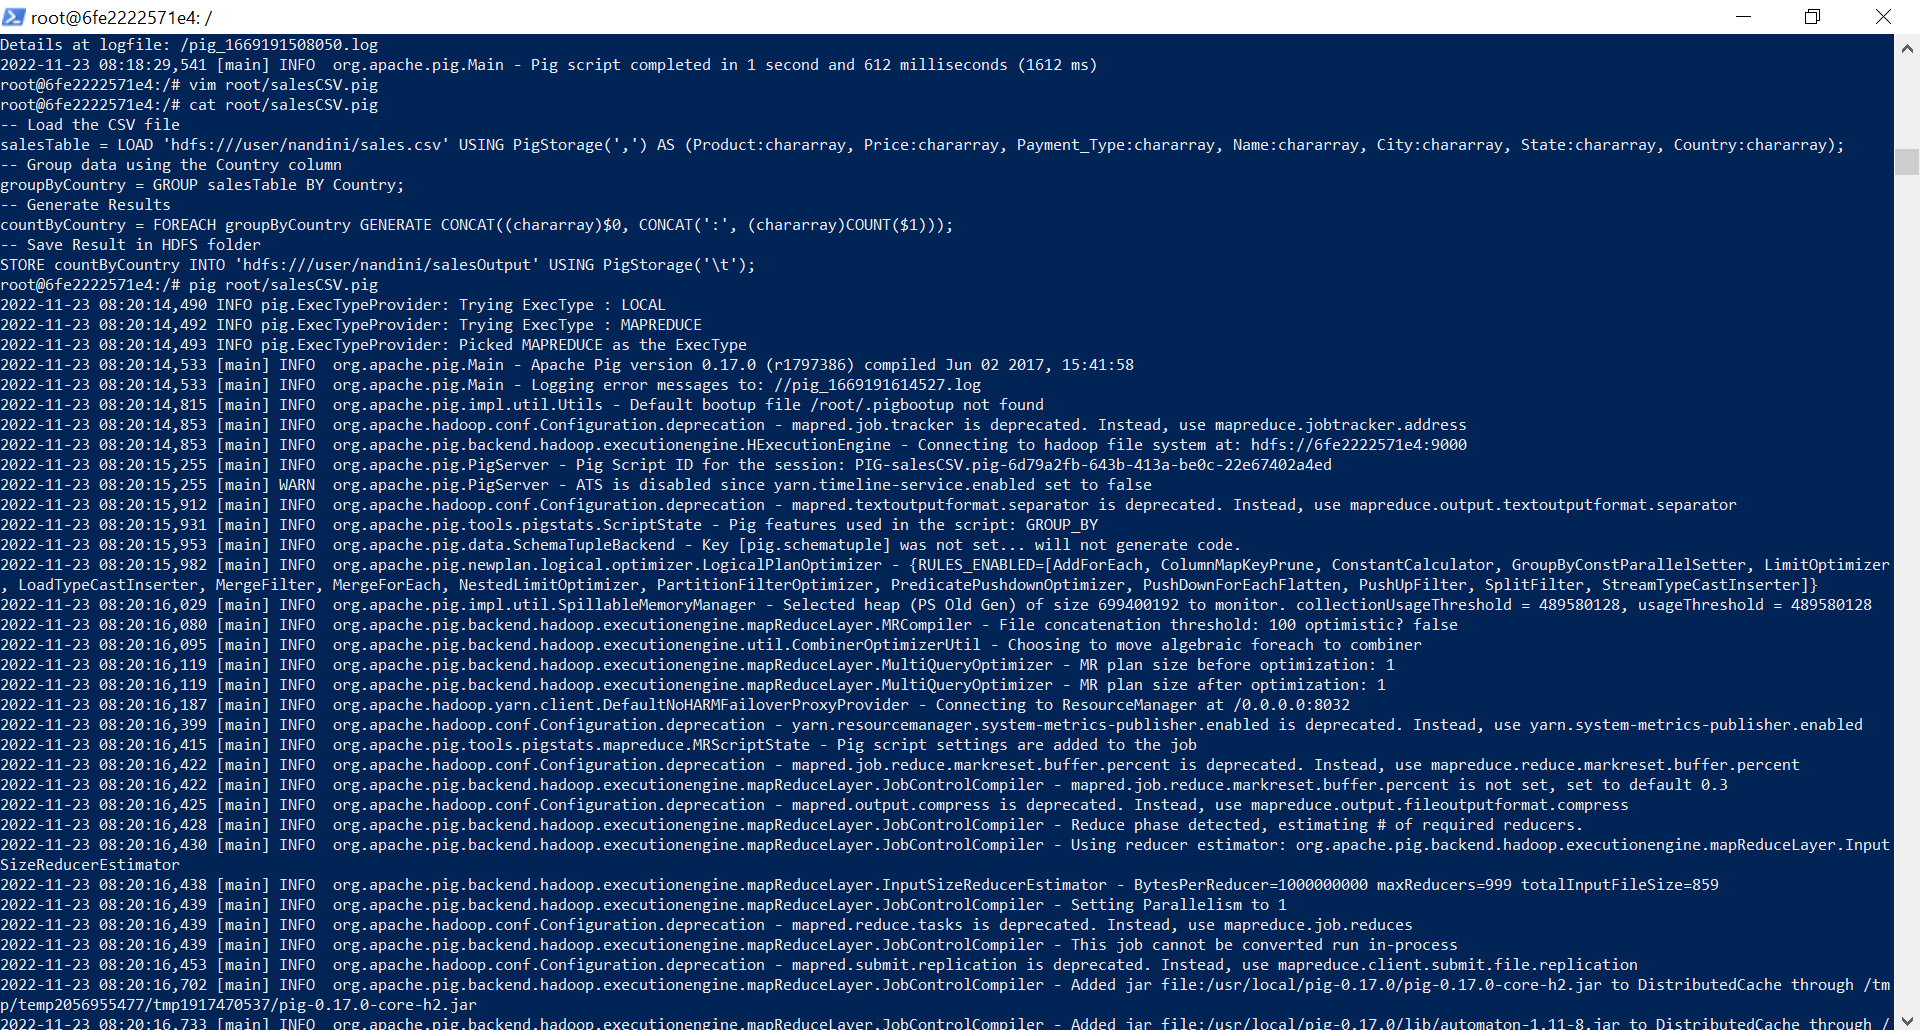 root@6fe2222571e4: /
Details at logfile: /pig_1669191508050.log
2022-11-23 08:18:29,541 [main] INFO  org.apache.pig.Main - Pig script completed in 1 second and 612 milliseconds (1612 ms)
root@6fe2222571e4:/# vim root/salesCSV.pig
root@6fe2222571e4:/# cat root/salesCSV.pig
-- Load the CSV file
salesTable = LOAD 'hdfs:///user/nandini/sales.csv' USING PigStorage(',') AS (Product:chararray, Price:chararray, Payment_Type:chararray, Name:chararray, City:chararray, State:chararray, Country:chararray);
-- Group data using the Country column
groupByCountry = GROUP salesTable BY Country;
-- Generate Results
countByCountry = FOREACH groupByCountry GENERATE CONCAT((chararray)$0, CONCAT(':', (chararray)COUNT($1)));
-- Save Result in HDFS folder
STORE countByCountry INTO 'hdfs:///user/nandini/salesOutput' USING PigStorage('\t');
root@6fe2222571e4:/# pig root/salesCSV.pig
2022-11-23 08:20:14,490 INFO pig.ExecTypeProvider: Trying ExecType : LOCAL
2022-11-23 08:20:14,492 INFO pig.ExecTypeProvider: Trying ExecType : MAPREDUCE
2022-11-23 08:20:14,493 INFO pig.ExecTypeProvider: Picked MAPREDUCE as the ExecType
2022-11-23 08:20:14,533 [main] INFO  org.apache.pig.Main - Apache Pig version 0.17.0 (r1797386) compiled Jun 02 2017, 15:41:58
2022-11-23 08:20:14,533 [main] INFO  org.apache.pig.Main - Logging error messages to: //pig_1669191614527.log
2022-11-23 08:20:14,815 [main] INFO  org.apache.pig.impl.util.Utils - Default bootup file /root/.pigbootup not found
2022-11-23 08:20:14,853 [main] INFO  org.apache.hadoop.conf.Configuration.deprecation - mapred.job.tracker is deprecated. Instead, use mapreduce.jobtracker.address
2022-11-23 08:20:14,853 [main] INFO  org.apache.pig.backend.hadoop.executionengine.HExecutionEngine - Connecting to hadoop file system at: hdfs://6fe2222571e4:9000
2022-11-23 08:20:15,255 [main] INFO  org.apache.pig.PigServer - Pig Script ID for the session: PIG-salesCSV.pig-6d79a2fb-643b-413a-be0c-22e67402a4ed
2022-11-23 08:20:15,255 [main] WARN  org.apache.pig.PigServer - ATS is disabled since yarn.timeline-service.enabled set to false
2022-11-23 08:20:15,912 [main] INFO  org.apache.hadoop.conf.Configuration.deprecation - mapred.textoutputformat.separator is deprecated. Instead, use mapreduce.output.textoutputformat.separator
2022-11-23 08:20:15,931 [main] INFO  org.apache.pig.tools.pigstats.ScriptState - Pig features used in the script: GROUP_BY
2022-11-23 08:20:15,953 [main] INFO  org.apache.pig.data.SchemaTupleBackend - Key [pig.schematuple] was not set... will not generate code.
2022-11-23 08:20:15,982 [main] INFO  org.apache.pig.newplan.logical.optimizer.LogicalPlanOptimizer - {RULES_ENABLED=[AddForEach, ColumnMapKeyPrune, ConstantCalculator, GroupByConstParallelSetter, LimitOptimizer
, LoadTypeCastInserter, MergeFilter, MergeForEach, NestedLimitOptimizer, PartitionFilterOptimizer, PredicatePushdownOptimizer, PushDownForEachFlatten, PushUpFilter, SplitFilter, StreamTypeCastInserter]}
2022-11-23 08:20:16,029 [main] INFO  org.apache.pig.impl.util.SpillableMemoryManager - Selected heap (PS Old Gen) of size 699400192 to monitor. collectionUsageThreshold = 489580128, usageThreshold = 489580128
2022-11-23 08:20:16,080 [main] INFO  org.apache.pig.backend.hadoop.executionengine.mapReduceLayer.MRCompiler - File concatenation threshold: 100 optimistic? false
2022-11-23 08:20:16,095 [main] INFO  org.apache.pig.backend.hadoop.executionengine.util.CombinerOptimizerUtil - Choosing to move algebraic foreach to combiner
2022-11-23 08:20:16,119 [main] INFO  org.apache.pig.backend.hadoop.executionengine.mapReduceLayer.MultiQueryOptimizer - MR plan size before optimization: 1
2022-11-23 08:20:16,119 [main] INFO  org.apache.pig.backend.hadoop.executionengine.mapReduceLayer.MultiQueryOptimizer - MR plan size after optimization: 1
2022-11-23 08:20:16,187 [main] INFO  org.apache.hadoop.yarn.client.DefaultNoHARMFailoverProxyProvider - Connecting to ResourceManager at /0.0.0.0:8032
2022-11-23 08:20:16,399 [main] INFO  org.apache.hadoop.conf.Configuration.deprecation - yarn.resourcemanager.system-metrics-publisher.enabled is deprecated. Instead, use yarn.system-metrics-publisher.enabled
2022-11-23 08:20:16,415 [main] INFO  org.apache.pig.tools.pigstats.mapreduce.MRScriptState - Pig script settings are added to the job
2022-11-23 08:20:16,422 [main] INFO  org.apache.hadoop.conf.Configuration.deprecation - mapred.job.reduce.markreset.buffer.percent is deprecated. Instead, use mapreduce.reduce.markreset.buffer.percent
2022-11-23 08:20:16,422 [main] INFO  org.apache.pig.backend.hadoop.executionengine.mapReduceLayer.JobControlCompiler - mapred.job.reduce.markreset.buffer.percent is not set, set to default 0.3
2022-11-23 08:20:16,425 [main] INFO  org.apache.hadoop.conf.Configuration.deprecation - mapred.output.compress is deprecated. Instead, use mapreduce.output.fileoutputformat.compress
2022-11-23 08:20:16,428 [main] INFO  org.apache.pig.backend.hadoop.executionengine.mapReduceLayer.JobControlCompiler - Reduce phase detected, estimating # of required reducers.
2022-11-23 08:20:16,430 [main] INFO  org.apache.pig.backend.hadoop.executionengine.mapReduceLayer.JobControlCompiler - Using reducer estimator: org.apache.pig.backend.hadoop.executionengine.mapReduceLayer.Input
SizeReducerEstimator
2022-11-23 08:20:16,438 [main] INFO  org.apache.pig.backend.hadoop.executionengine.mapReduceLayer.InputSizeReducerEstimator - BytesPerReducer=1000000000 maxReducers=999 totalInputFileSize=859
2022-11-23 08:20:16,439 [main] INFO  org.apache.pig.backend.hadoop.executionengine.mapReduceLayer.JobControlCompiler - Setting Parallelism to 1
2022-11-23 08:20:16,439 [main] INFO  org.apache.hadoop.conf.Configuration.deprecation - mapred.reduce.tasks is deprecated. Instead, use mapreduce.job.reduces
2022-11-23 08:20:16,439 [main] INFO  org.apache.pig.backend.hadoop.executionengine.mapReduceLayer.JobControlCompiler - This job cannot be converted run in-process
2022-11-23 08:20:16,453 [main] INFO  org.apache.hadoop.conf.Configuration.deprecation - mapred.submit.replication is deprecated. Instead, use mapreduce.client.submit.file.replication
2022-11-23 08:20:16,702 [main] INFO  org.apache.pig.backend.hadoop.executionengine.mapReduceLayer.JobControlCompiler - Added jar file:/usr/local/pig-0.17.0/pig-0.17.0-core-h2.jar to DistributedCache through /tm
p/temp2056955477/tmp1917470537/pig-0.17.0-core-h2.jar
2022-11-23 08:20:16,733 [main] INFO  org.apache.pig.backend.hadoop.executionengine.mapReduceLayer.JobControlCompiler - Added jar file:/usr/local/pig-0.17.0/lib/automaton-1.11-8.jar to DistributedCache through /